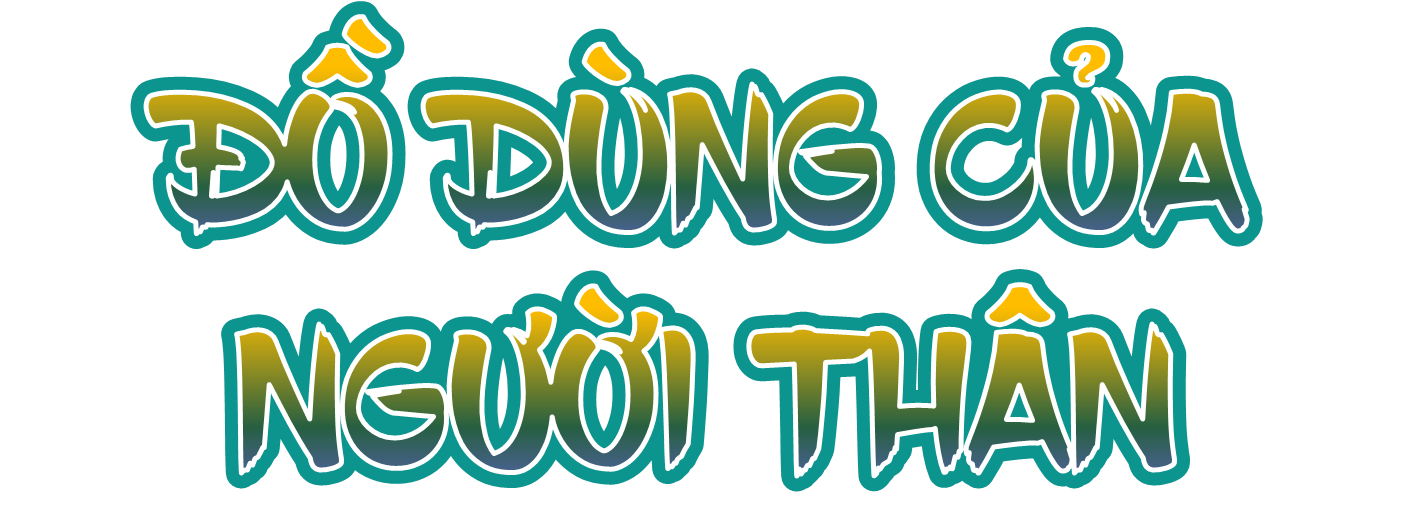 ĐỒ DÙNG CỦA
NGƯỜI THÂN